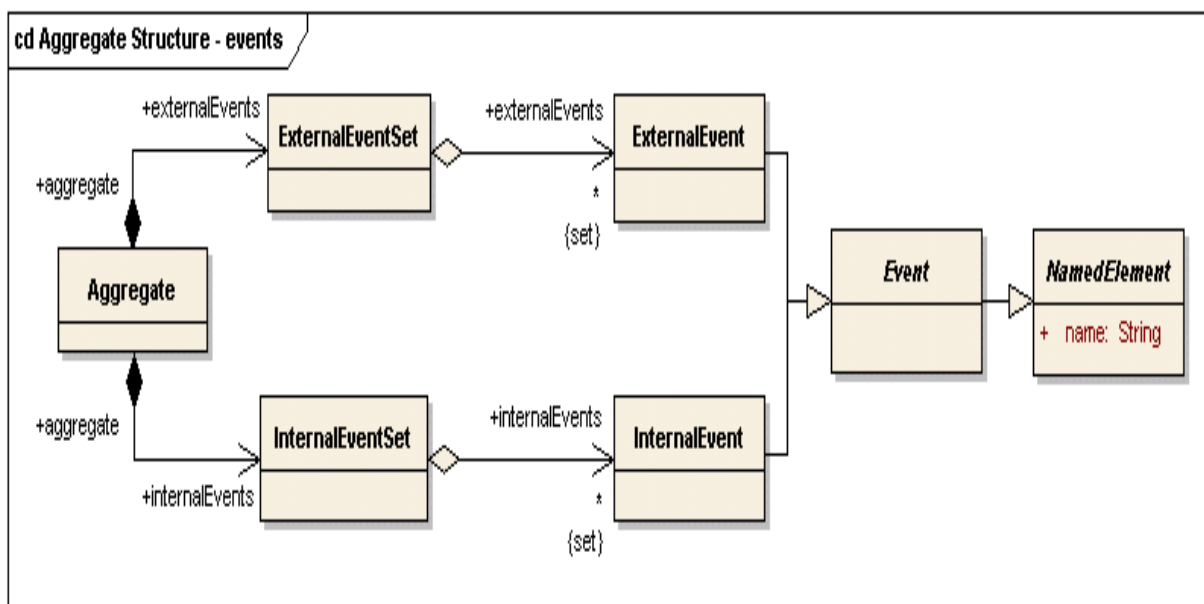 cd Aggregate Structure - events
+externalEvents
ExternalEventSet
+externalEvents
ExternalEvent
*
{set}
+aggregate
Aggregate
Event
NamedElement
+ name: String
+aggregate
+internalEvents
InternalEventSet
+internalEvents
InternalEvent
*
{set}